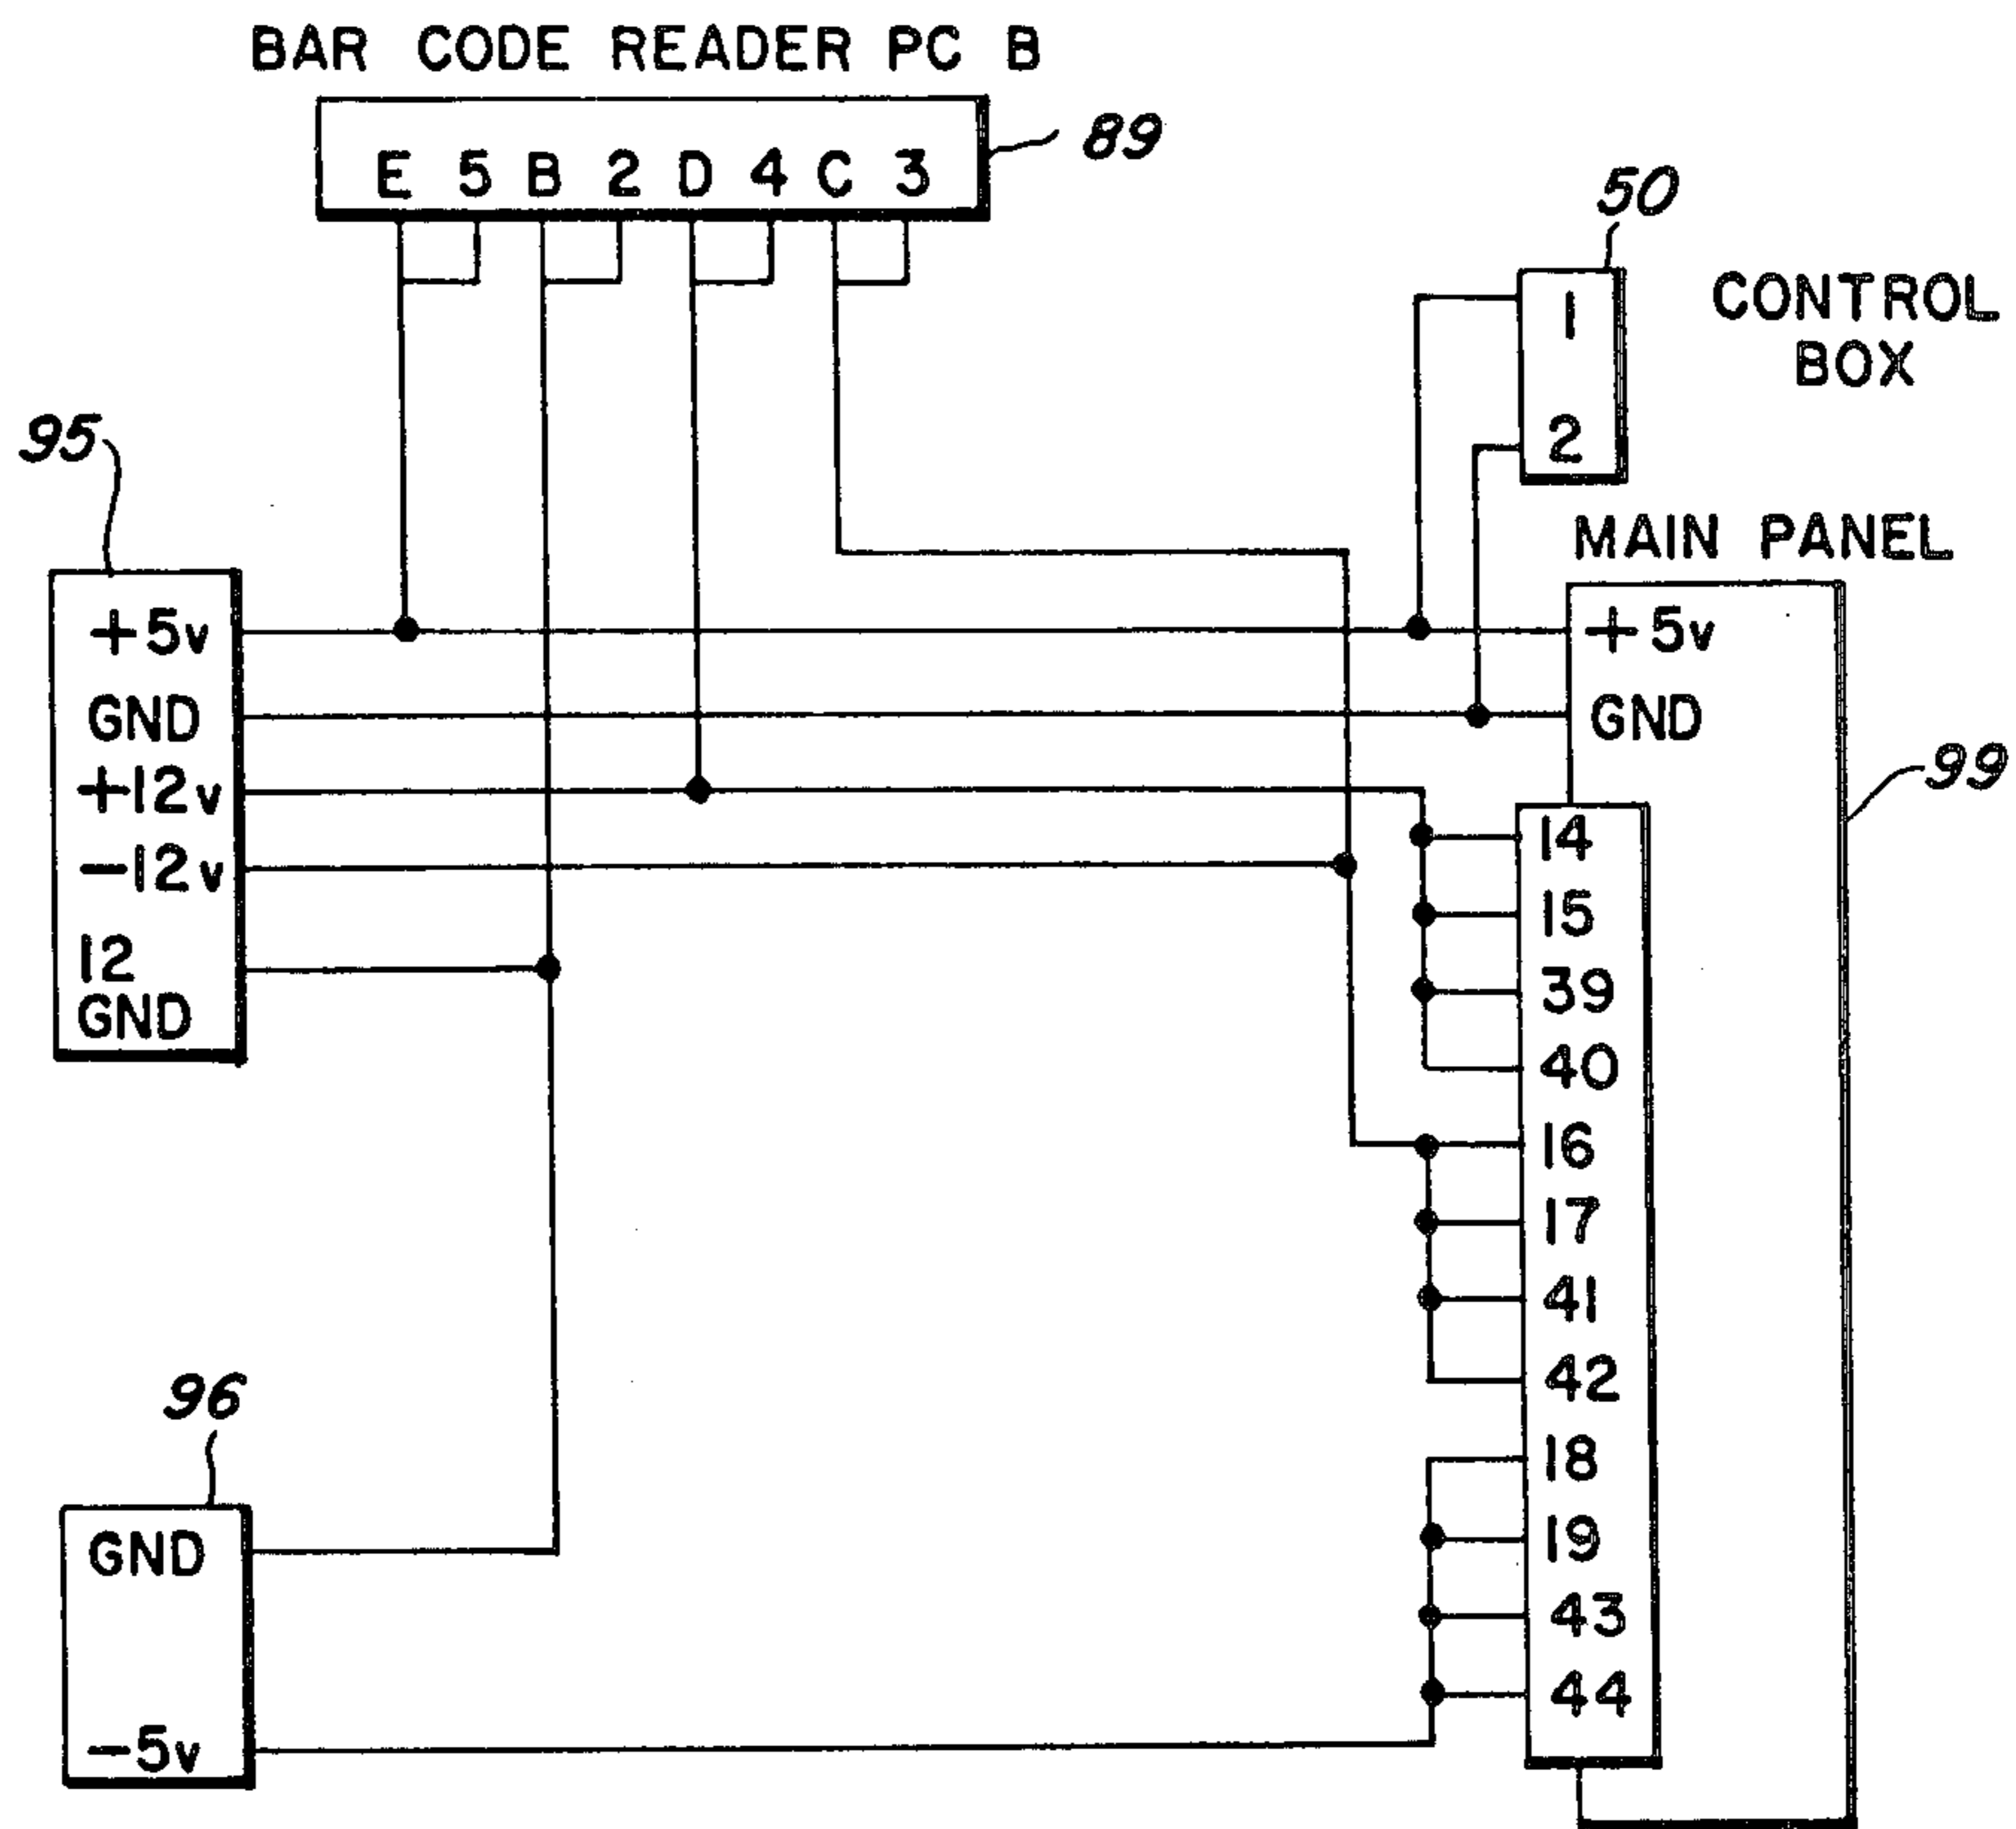 BAR CODE READER PC B
E 5 B 2 D 4 C 3
89
50
1
2
CONTROL
BOX
95
+5v
GND
+12v
-12v
12
GND
MAIN PANEL
+5v
GND
99
14
15
39
40
16
17
41
42
18
19
43
44
96
GND
-5v